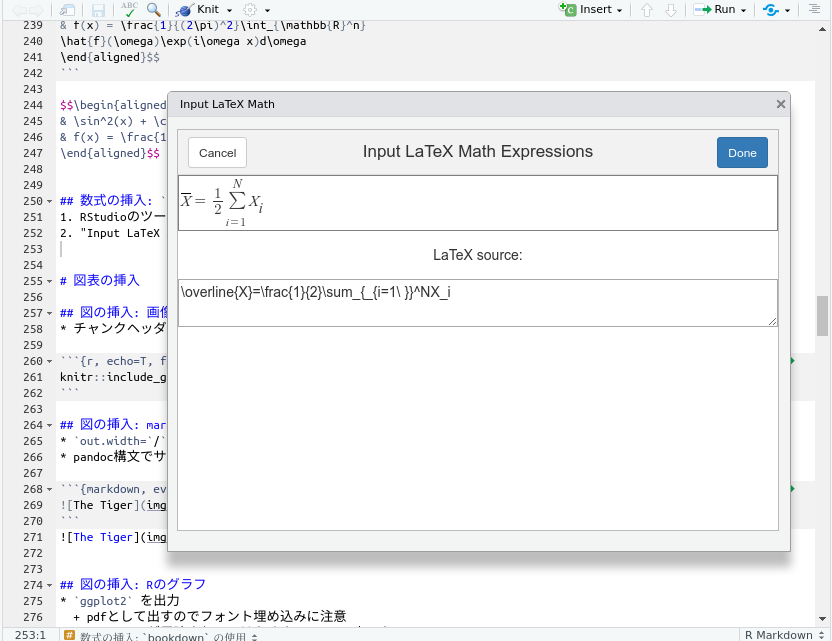 Knit Insert Run
239 & f(x) = \frac{1}{(2\pi)^2}\int_{\mathbb{R}^n}
240 \hat{f}(\omega)\exp(i\omega x)d\omega
241 \end{aligned}$$
242 ```
243
244 $$\begin{aligned
245 & \sin^2(x) + \c
246 & f(x) = \frac{1
247 \end{aligned}$$
248
249
250 ## 数式の挿入: `
251 1. RStudioのツー
252 2. "Input LaTeX
253
254
255 # 図表の挿入
256
257 ## 図の挿入: 画像
258 * チャンクヘッダ
259
260 ```{r, echo=T, f
261 knitr::include_g
262 ```
263
264 ## 図の挿入: mar
265 * `out.width=`/`
266 * pandoc構文でサ
267
268 ```{markdown, ev
269 ![The Tiger](img
270 ```
271 ![The Tiger](img
272
273
274 ## 図の挿入: Rのグラフ
275 * `ggplot2` を出力
276 + pdfとして出すのでフォント埋め込みに注意
253:1 # 数式の挿入: `bookdown` の使用 R Markdown
Input LaTeX Math
Cancel Input LaTeX Math Expressions Done
X̅ = 1/2 ∑_{i=1}^N X_i
LaTeX source:
\overline{X}=\frac{1}{2}\sum_{_{i=1\ }}^NX_i